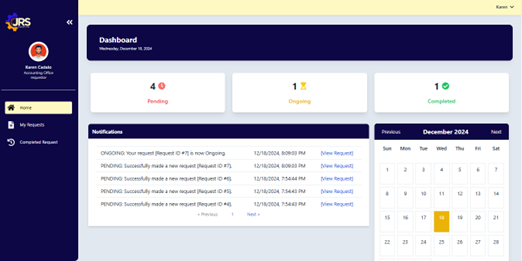 JRS
Karen
Karen Cadalo
Accounting Office
requestor
Home
My Requests
Completed Request
Dashboard
Wednesday, December 18, 2024
4
Pending
1
Ongoing
1
Completed
Notifications
ONGOING: Your request [Request ID #7] is now Ongoing. 12/18/2024, 8:09:03 PM [View Request]
PENDING: Successfully made a new request [Request ID #7]. 12/18/2024, 8:09:03 PM [View Request]
PENDING: Successfully made a new request [Request ID #6]. 12/18/2024, 7:54:44 PM [View Request]
PENDING: Successfully made a new request [Request ID #5]. 12/18/2024, 7:54:43 PM [View Request]
PENDING: Successfully made a new request [Request ID #4]. 12/18/2024, 7:54:43 PM [View Request]
< Previous 1 Next >
Previous December 2024 Next
Sun Mon Tue Wed Thu Fri Sat
1 2 3 4 5 6 7
8 9 10 11 12 13 14
15 16 17 18 19 20 21
22 23 24 25 26 27 28